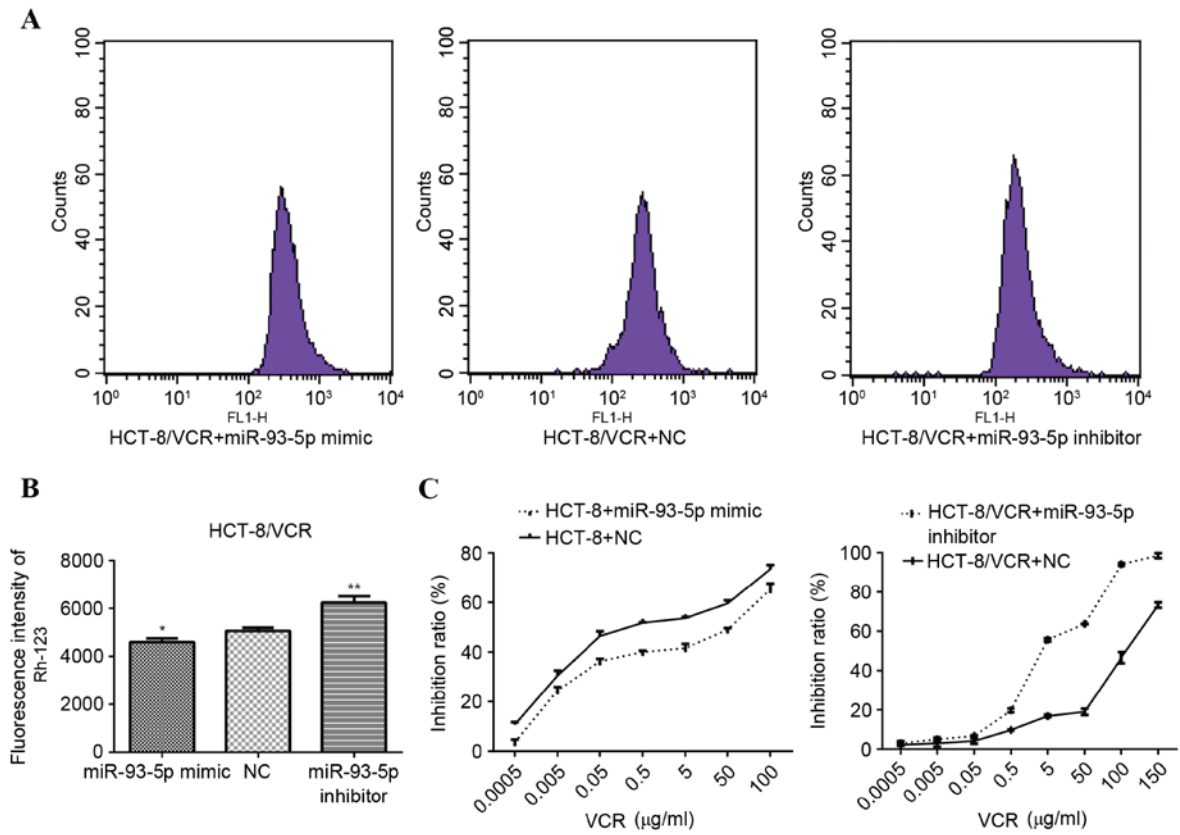 A
100
80
60
40
20
0
Counts
10⁰ 10¹ 10² 10³ 10⁴
FL1-H
HCT-8/VCR+miR-93-5p mimic
100
80
60
40
20
0
Counts
10⁰ 10¹ 10² 10³ 10⁴
FL1-H
HCT-8/VCR+NC
100
80
60
40
20
0
Counts
10⁰ 10¹ 10² 10³ 10⁴
FL1-H
HCT-8/VCR+miR-93-5p inhibitor
B
HCT-8/VCR
Fluorescence intensity of
Rh-123
8000
6000
4000
2000
0
*
**
miR-93-5p mimic NC miR-93-5p
inhibitor
C
HCT-8+miR-93-5p mimic
HCT-8+NC
Inhibition ratio (%)
80
60
40
20
0
0.0005 0.005 0.05 0.5 5 50 100
VCR (μg/ml)
HCT-8/VCR+miR-93-5p
inhibitor
HCT-8/VCR+NC
Inhibition ratio (%)
100
80
60
40
20
0
0.0005 0.005 0.05 0.5 5 50 100 150
VCR (μg/ml)